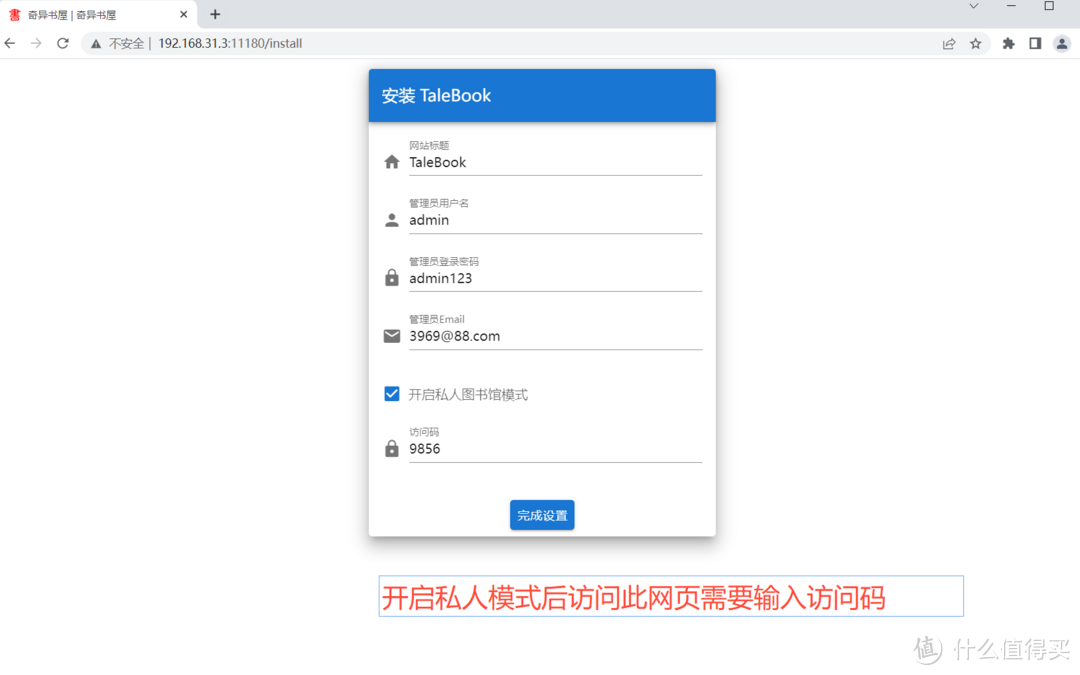 奇异书屋 | 奇异书屋
不安全 | 192.168.31.3:11180/install
安装 TaleBook
网站标题
TaleBook
管理员用户名
admin
管理员登录密码
admin123
管理员Email
3969@88.com
开启私人图书馆模式
访问码
9856
完成设置
开启私人模式后访问此网页需要输入访问码
值 什么值得买